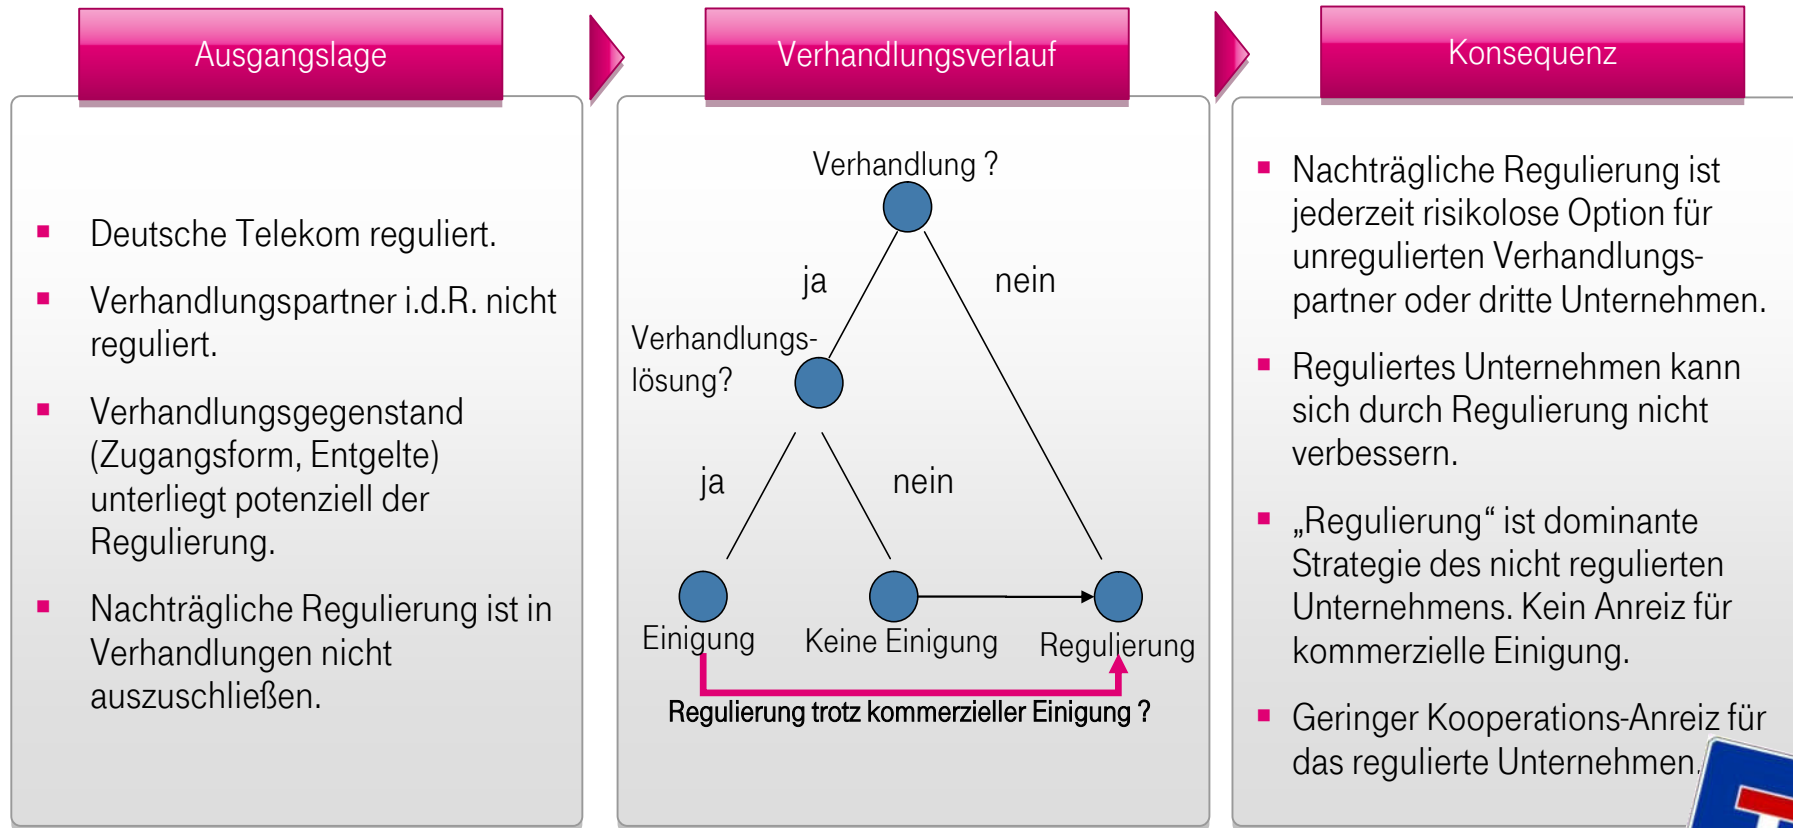 Ausgangslage
Deutsche Telekom reguliert.
Verhandlungspartner i.d.R. nicht
reguliert.
Verhandlungsgegenstand
(Zugangsform, Entgelte)
unterliegt potenziell der
Regulierung.
Nachträgliche Regulierung ist in
Verhandlungen nicht
auszuschließen.
Verhandlungsverlauf
Verhandlung ?
ja
nein
Verhandlungs-
lösung?
ja
nein
Einigung
Keine Einigung
Regulierung
Regulierung trotz kommerzieller Einigung ?
Konsequenz
Nachträgliche Regulierung ist
jederzeit risikolose Option für
unregulierten Verhandlungs-
partner oder dritte Unternehmen.
Reguliertes Unternehmen kann
sich durch Regulierung nicht
verbessern.
„Regulierung“ ist dominante
Strategie des nicht regulierten
Unternehmens. Kein Anreiz für
kommerzielle Einigung.
Geringer Kooperations-Anreiz für
das regulierte Unternehmen.